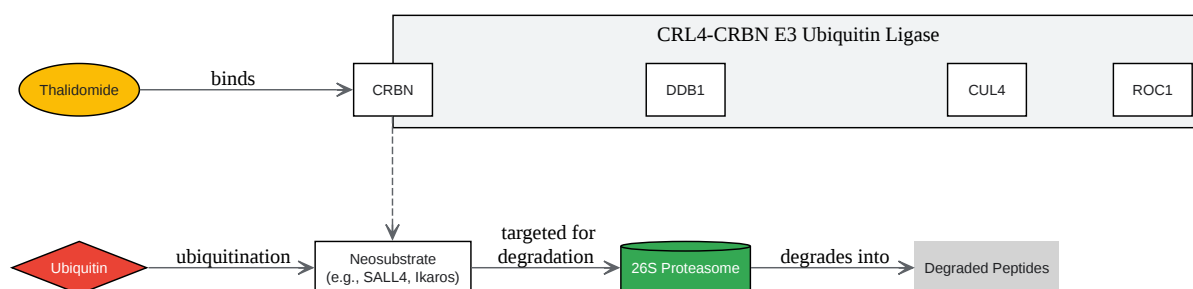 CRL4-CRBN E3 Ubiquitin Ligase
Thalidomide
binds
CRBN
DDB1
CUL4
ROC1
Ubiquitin
ubiquitination
Neosubstrate
(e.g., SALL4, Ikaros)
targeted for
degradation
26S Proteasome
degrades into
Degraded Peptides